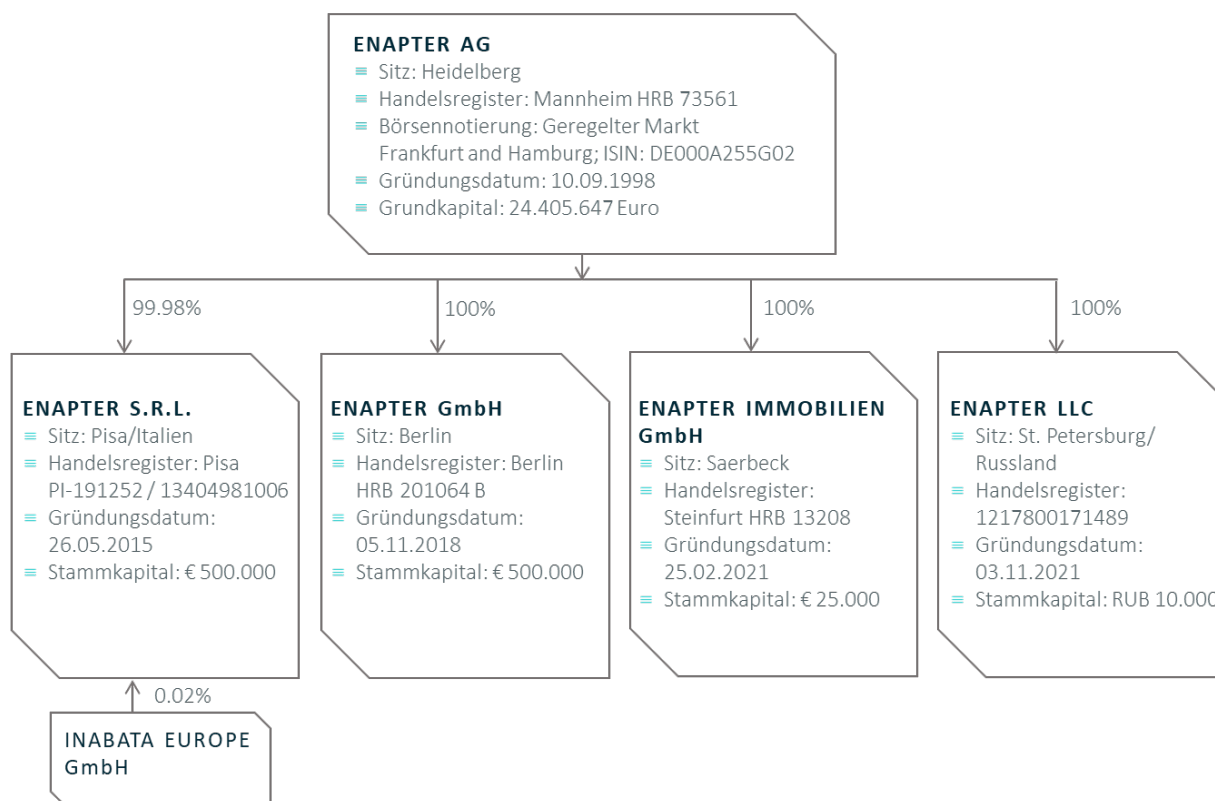 ENAPTER AG
Sitz: Heidelberg
Handelsregister: Mannheim HRB 73561
Börsennotierung: Geregelter Markt
Frankfurt and Hamburg; ISIN: DE000A255G02
Gründungsdatum: 10.09.1998
Grundkapital: 24.405.647 Euro
99.98%
100%
100%
100%
ENAPTER S.R.L.
Sitz: Pisa/Italien
Handelsregister: Pisa
PI-191252 / 13404981006
Gründungsdatum:
26.05.2015
Stammkapital: € 500.000
ENAPTER GmbH
Sitz: Berlin
Handelsregister: Berlin
HRB 201064 B
Gründungsdatum:
05.11.2018
Stammkapital: € 500.000
ENAPTER IMMOBILIEN
GmbH
Sitz: Saerbeck
Handelsregister:
Steinfurt HRB 13208
Gründungsdatum:
25.02.2021
Stammkapital: € 25.000
ENAPTER LLC
Sitz: St. Petersburg/
Russland
Handelsregister:
1217800171489
Gründungsdatum:
03.11.2021
Stammkapital: RUB 10.000
0.02%
INABATA EUROPE
GmbH